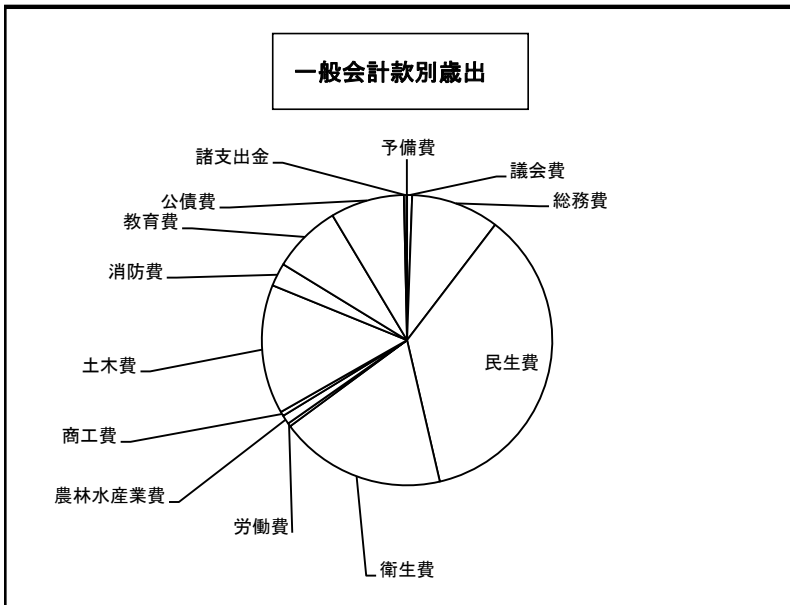 一般会計款別歳出
予備費
諸支出金
議会費
公債費
総務費
教育費
消防費
民生費
土木費
商工費
農林水産業費
労働費
衛生費